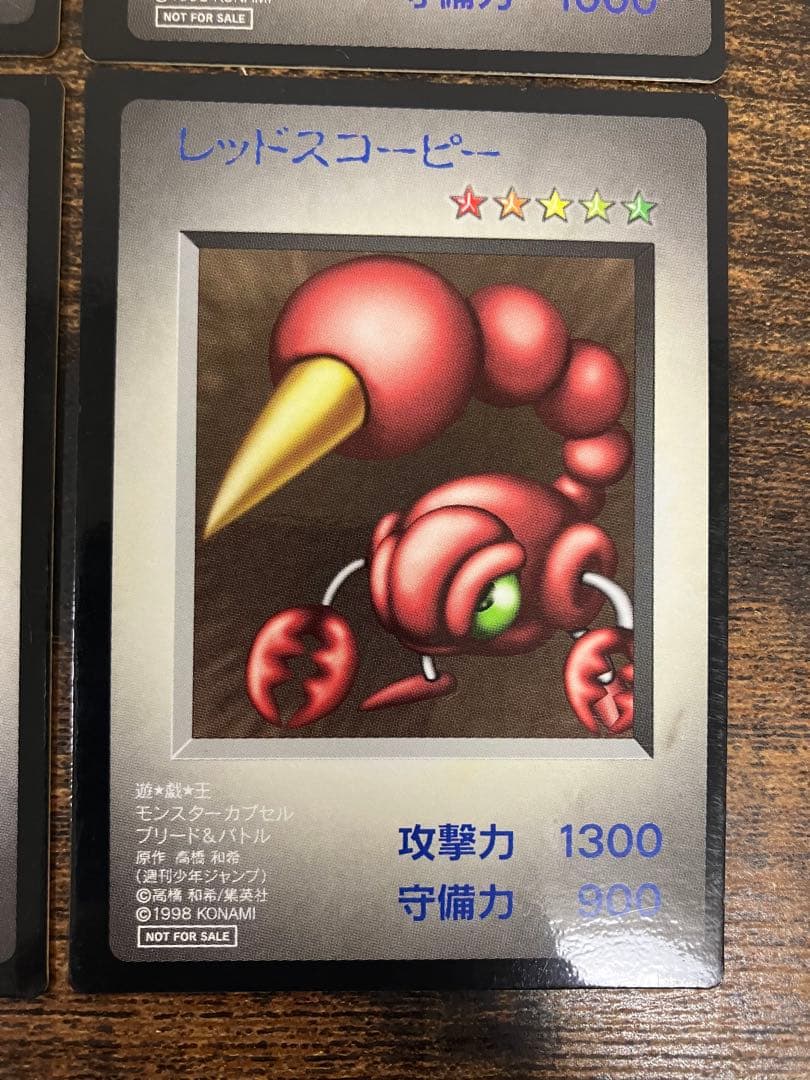 NOT FOR SALE
守備力 1000
レッドスコーピー
遊★戯★王
モンスターカプセル
ブリード&バトル
原作 高橋 和希
(週刊少年ジャンプ)
©高橋 和希/集英社
©1998 KONAMI
NOT FOR SALE
攻撃力 1300
守備力 900